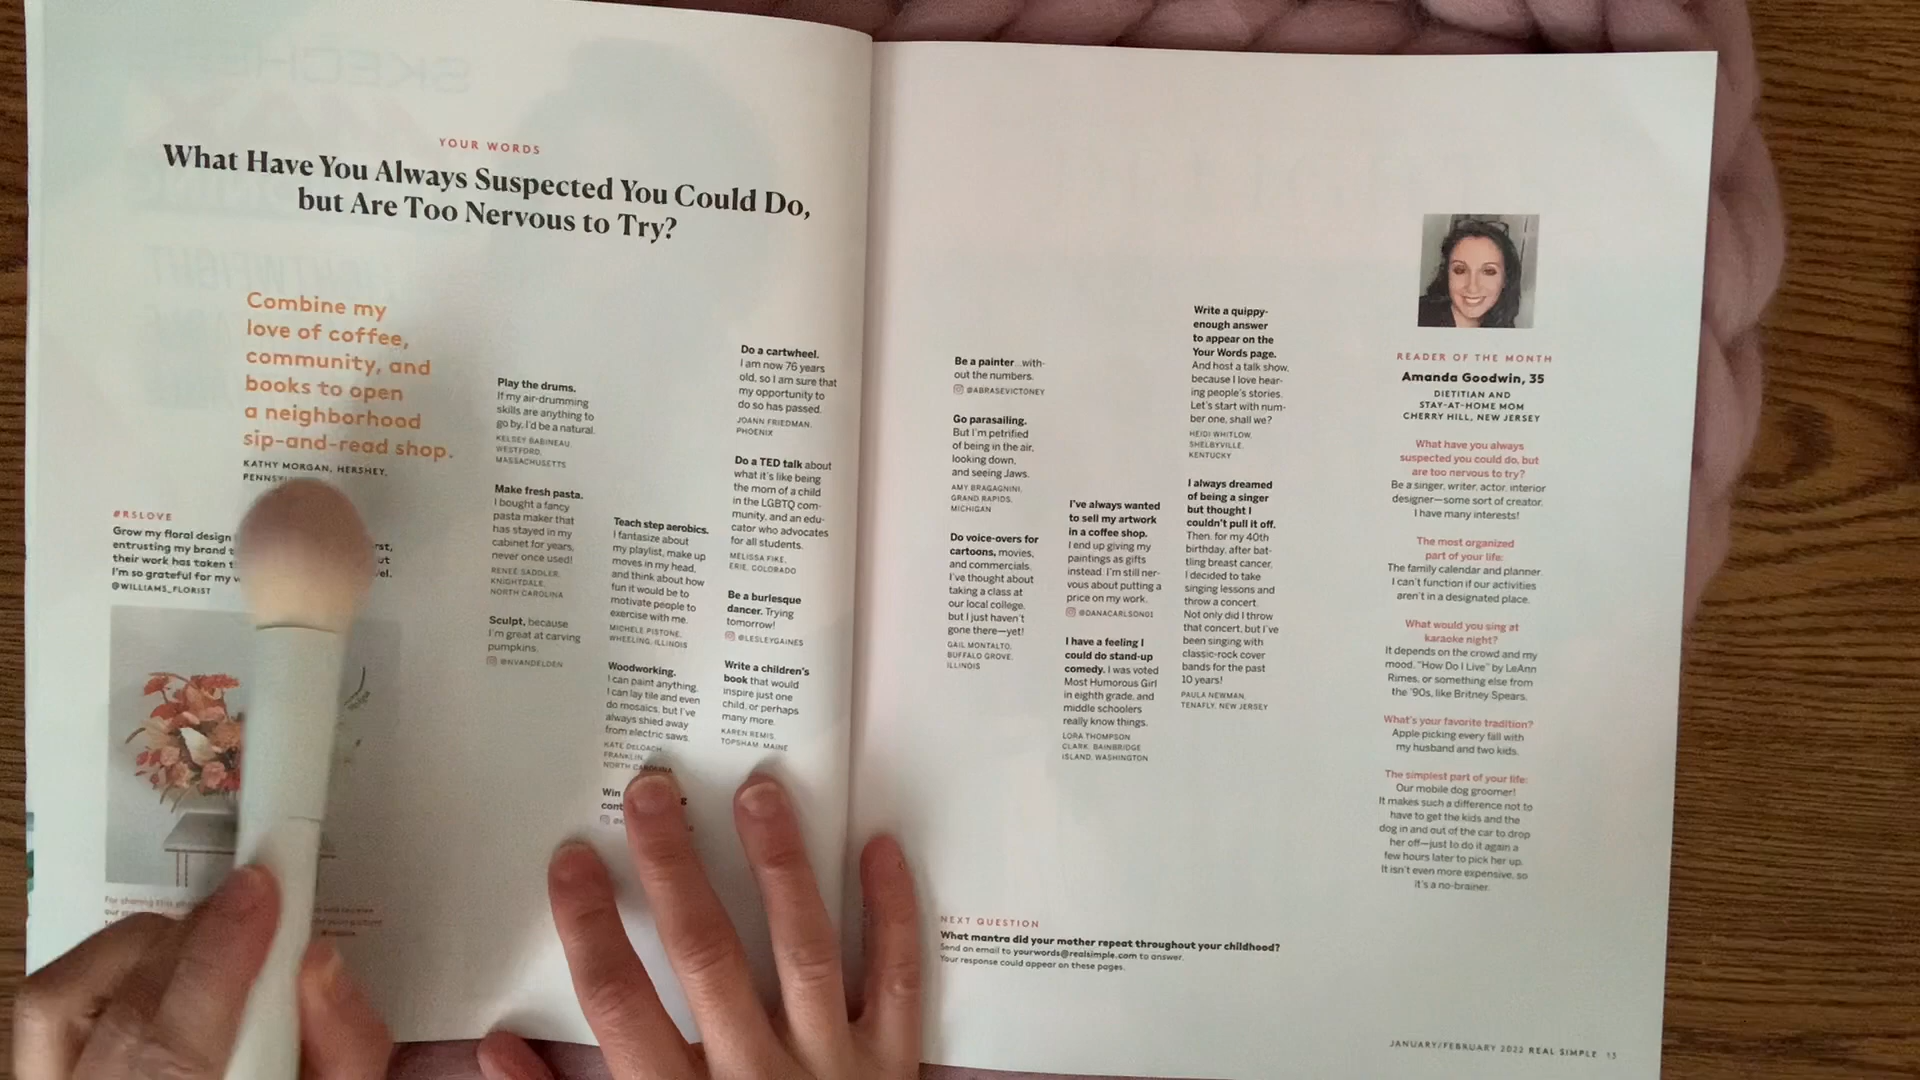 YOUR WORDS
What Have You Always Suspected You Could Do,
but Are Too Nervous to Try?
Combine my
love of coffee,
community, and
books to open
a neighborhood
sip-and-read shop.
KATHY MORGAN, HERSHEY,
#RSLOVE
Grow my floral design
entrusting my brand
their work has taken
I'm so grateful for my
@WILLIAMS_FLORIST
Play the drums.
If my air-drumming
skills are anything to
go by, I'd be a natural.
KELSEY BABINEAU,
WESTFORD,
MASSACHUSETTS
Make fresh pasta.
I bought a fancy
pasta maker that
has stayed in my
cabinet for years,
never once used!
RENEÉ SADDLER,
KNIGHTDALE,
NORTH CAROLINA
Sculpt, because
I'm great at carving
pumpkins.
@NVANDELDEN
Teach step aerobics.
I fantasize about
my playlist, make up
moves in my head,
and think about how
fun it would be to
motivate people to
exercise with me.
MICHELE PISTONE,
WHEELING, ILLINOIS
Woodworking.
I can paint anything,
I can lay tile and even
do mosaics, but I've
always shied away
from electric saws.
KATE DELOACH,
FRANKLIN,
NORTH CAROLINA
Win
Do a cartwheel.
I am now 76 years
old, so I am sure that
my opportunity to
do so has passed.
JOANN FRIEDMAN,
PHOENIX
Do a TED talk about
what it's like being
the mom of a child
in the LGBTQ com-
munity, and an edu-
cator who advocates
for all students.
MELISSA FIKE,
ERIE, COLORADO
Be a burlesque
dancer. Trying
tomorrow!
@LESLEYGAINES
Write a children's
book that would
inspire just one
child, or perhaps
many more.
KAREN REMIS,
TOPSHAM, MAINE
Be a painter...with-
out the numbers.
@ABRASEVICTONEY
Go parasailing.
But I'm petrified
of being in the air,
looking down,
and seeing Jaws.
AMY BRAGAGNINI,
GRAND RAPIDS,
MICHIGAN
Do voice-overs for
cartoons, movies,
and commercials.
I've thought about
taking a class at
our local college,
but I just haven't
gone there—yet!
GAIL MONTALTO,
BUFFALO GROVE,
ILLINOIS
I've always wanted
to sell my artwork
in a coffee shop.
I end up giving my
paintings as gifts
instead. I'm still ner-
vous about putting a
price on my work.
@DANACARLSON01
I have a feeling I
could do stand-up
comedy. I was voted
Most Humorous Girl
in eighth grade, and
middle schoolers
really know things.
LORA THOMPSON
CLARK, BAINBRIDGE
ISLAND, WASHINGTON
Write a quippy-
enough answer
to appear on the
Your Words page.
And host a talk show,
because I love hear-
ing people's stories.
Let's start with num-
ber one, shall we?
HEIDI WHITLOW,
SHELBYVILLE,
KENTUCKY
I always dreamed
of being a singer
but thought I
couldn't pull it off.
Then, for my 40th
birthday, after bat-
tling breast cancer,
I decided to take
singing lessons and
throw a concert.
Not only did I throw
that concert, but I've
been singing with
classic-rock cover
bands for the past
10 years!
PAULA NEWMAN,
TENAFLY, NEW JERSEY
READER OF THE MONTH
Amanda Goodwin, 35
DIETITIAN AND
STAY-AT-HOME MOM
CHERRY HILL, NEW JERSEY
What have you always
suspected you could do, but
are too nervous to try?
Be a singer, writer, actor, interior
designer—some sort of creator.
I have many interests!
The most organized
part of your life:
The family calendar and planner.
I can't function if our activities
aren't in a designated place.
What would you sing at
karaoke night?
It depends on the crowd and my
mood. "How Do I Live" by LeAnn
Rimes, or something else from
the '90s, like Britney Spears.
What's your favorite tradition?
Apple picking every fall with
my husband and two kids.
The simplest part of your life:
Our mobile dog groomer!
It makes such a difference not to
have to get the kids and the
dog in and out of the car to drop
her off—just to do it again a
few hours later to pick her up.
It isn't even more expensive, so
it's a no-brainer.
NEXT QUESTION
What mantra did your mother repeat throughout your childhood?
Send an email to yourwords@realsimple.com to answer.
Your response could appear on these pages.
JANUARY/FEBRUARY 2022 REAL SIMPLE 13